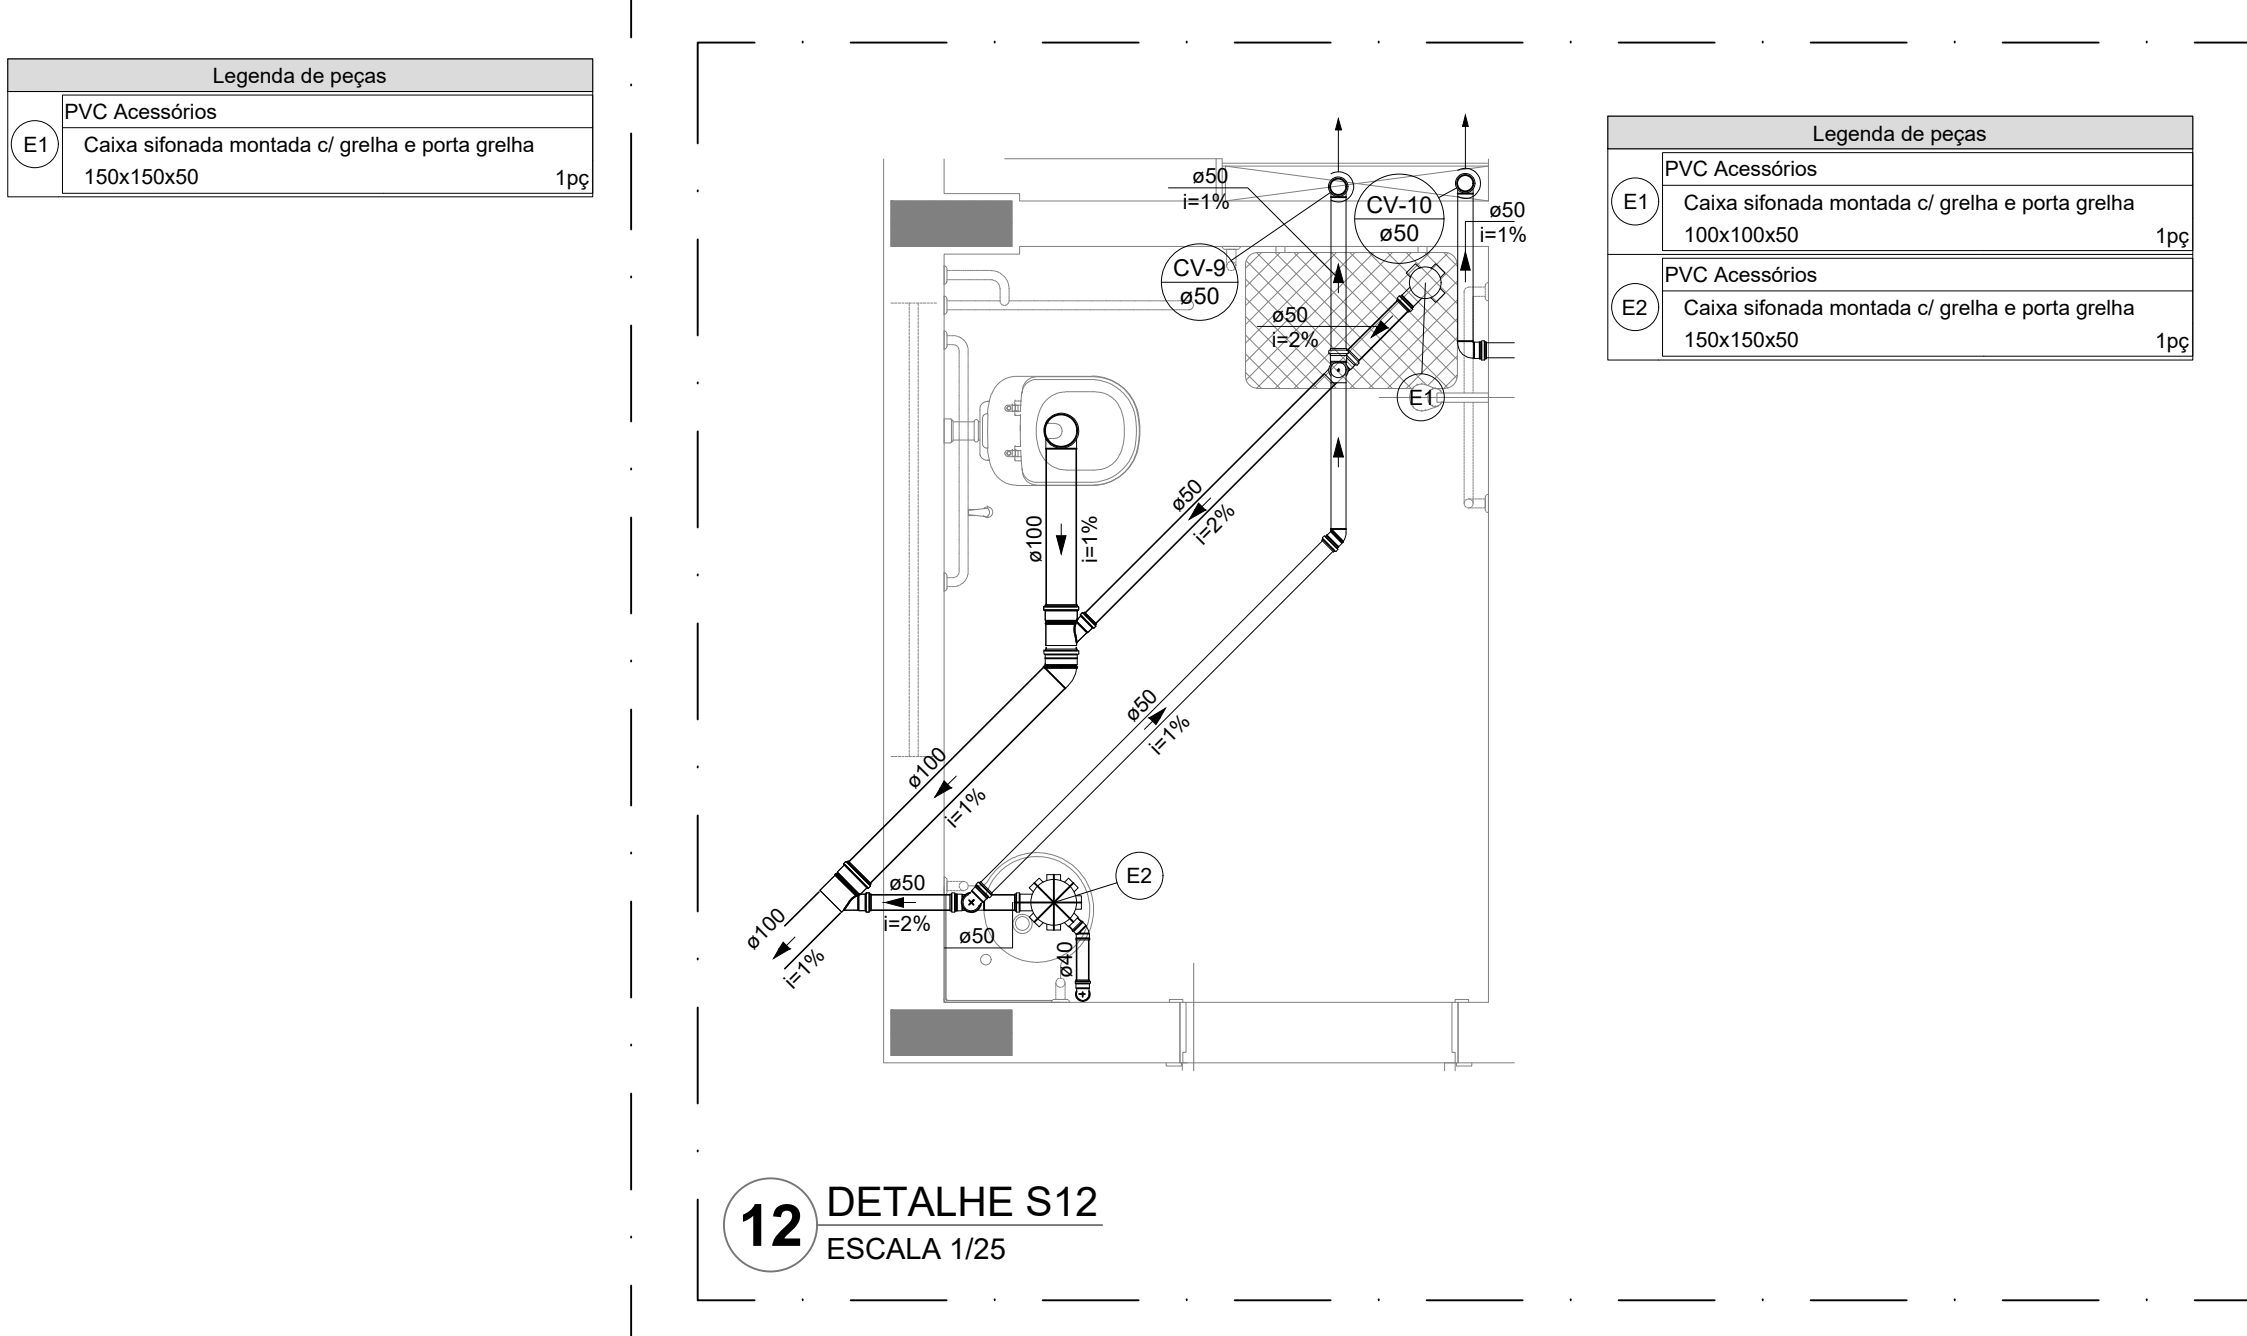 Legenda de peças
E1
PVC Acessórios
Caixa sifonada montada c/ grelha e porta grelha
150x150x50 1pç
Legenda de peças
E1
PVC Acessórios
Caixa sifonada montada c/ grelha e porta grelha
100x100x50 1pç
E2
PVC Acessórios
Caixa sifonada montada c/ grelha e porta grelha
150x150x50 1pç
ø50
i=1%
CV-10
ø50
ø50
i=1%
CV-9
ø50
ø50
i=2%
E1
ø50
i=2%
ø100
i=1%
ø50
i=1%
ø100
i=1%
E2
ø50
i=2%
ø50
ø40
ø100
i=1%
12
DETALHE S12
ESCALA 1/25